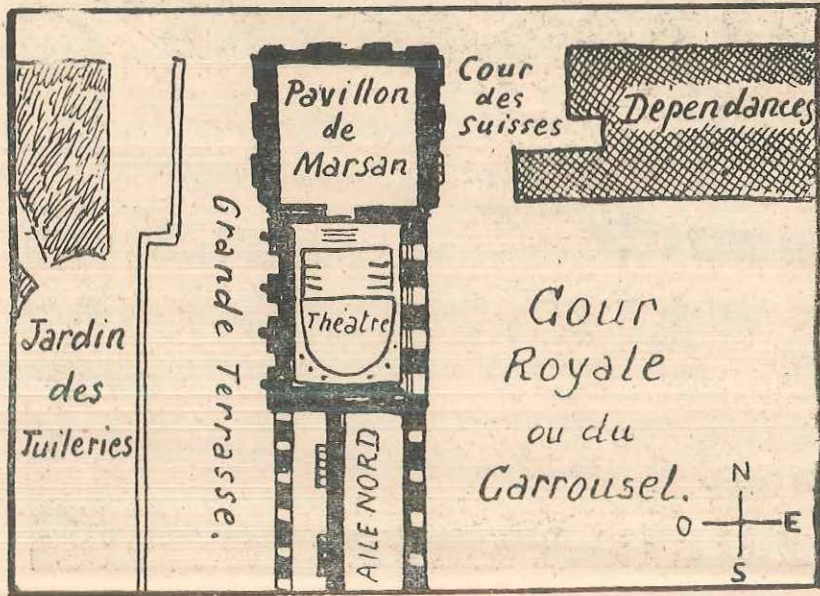 Pavillon
de
Marsan
Cour
des
Suisses
Dependances
Grande Terrasse.
Théatre
Jardin
des
Tuileries
Cour
Royale
ou du
Carrousel.
AILE NORD
N
O
E
S